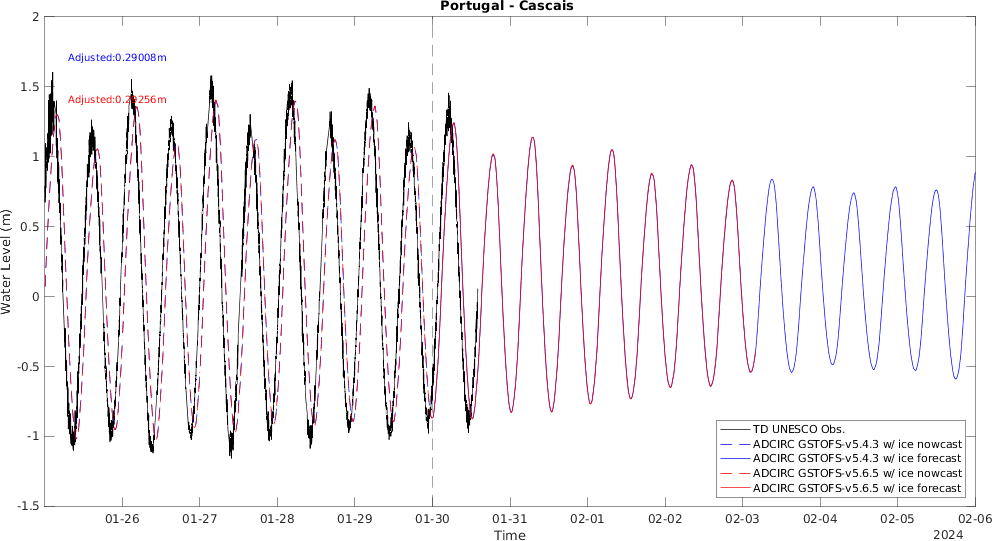 Portugal - Cascais
2
1.5
1
0.5
0
-0.5
-1
-1.5
Water Level (m)
Adjusted:0.29008m
Adjusted:0.29256m
TD UNESCO Obs.
ADCIRC GSTOFS-v5.4.3 w/ ice nowcast
ADCIRC GSTOFS-v5.4.3 w/ ice forecast
ADCIRC GSTOFS-v5.6.5 w/ ice nowcast
ADCIRC GSTOFS-v5.6.5 w/ ice forecast
01-26 01-27 01-28 01-29 01-30 01-31 02-01 02-02 02-03 02-04 02-05 02-06
Time
2024